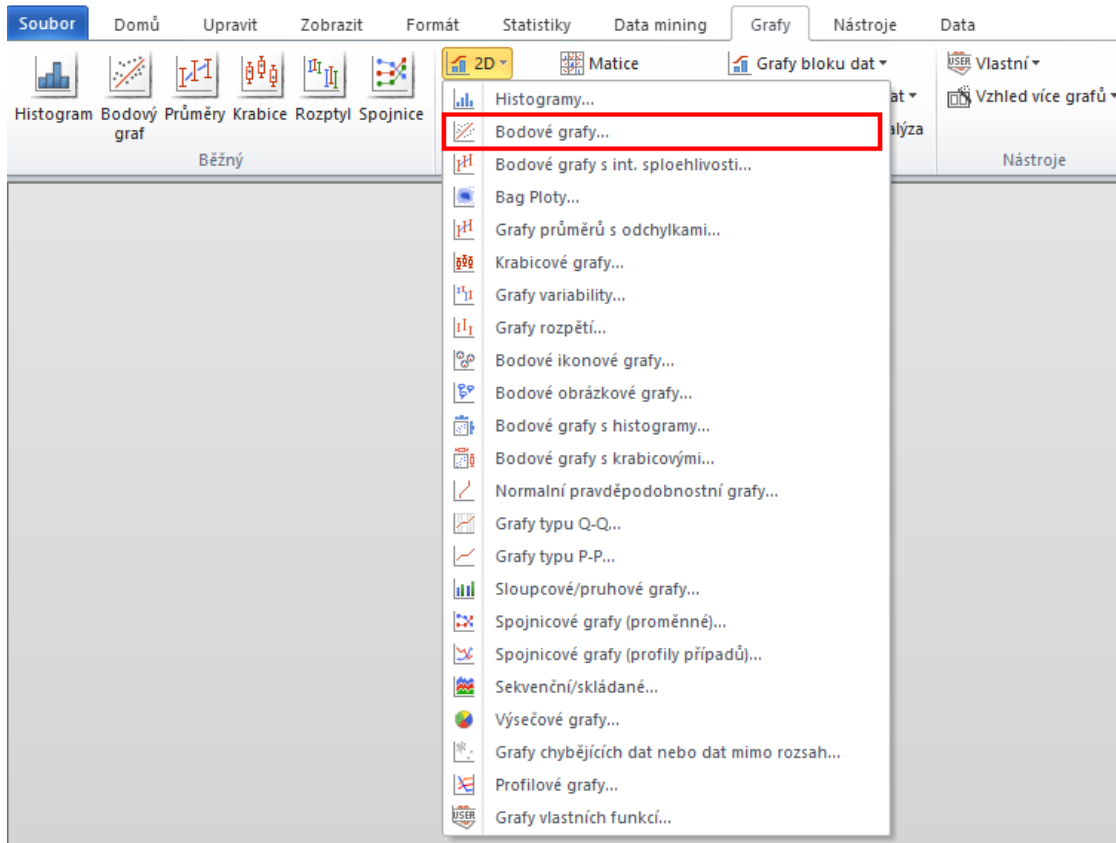 Soubor Domů Upravit Zobrazit Formát Statistiky Data mining Grafy Nástroje Data
2D Matice Grafy bloku dat USER Vlastní
Histogram Bodový graf Průměry Krabice Rozptyl Spojnice at Vzhled více grafů
alýza
Běžný Nástroje
Histogramy...
Bodové grafy...
Bodové grafy s int. sploehlivosti...
Bag Ploty...
Grafy průměrů s odchylkami...
Krabicové grafy...
Grafy variability...
Grafy rozpětí...
Bodové ikonové grafy...
Bodové obrázkové grafy...
Bodové grafy s histogramy...
Bodové grafy s krabicovými...
Normalní pravděpodobnostní grafy...
Grafy typu Q-Q...
Grafy typu P-P...
Sloupcové/pruhové grafy...
Spojnicové grafy (proměnné)...
Spojnicové grafy (profily případů)...
Sekvenční/skládané...
Výsečové grafy...
Grafy chybějících dat nebo dat mimo rozsah...
Profilové grafy...
USER Grafy vlastních funkcí...